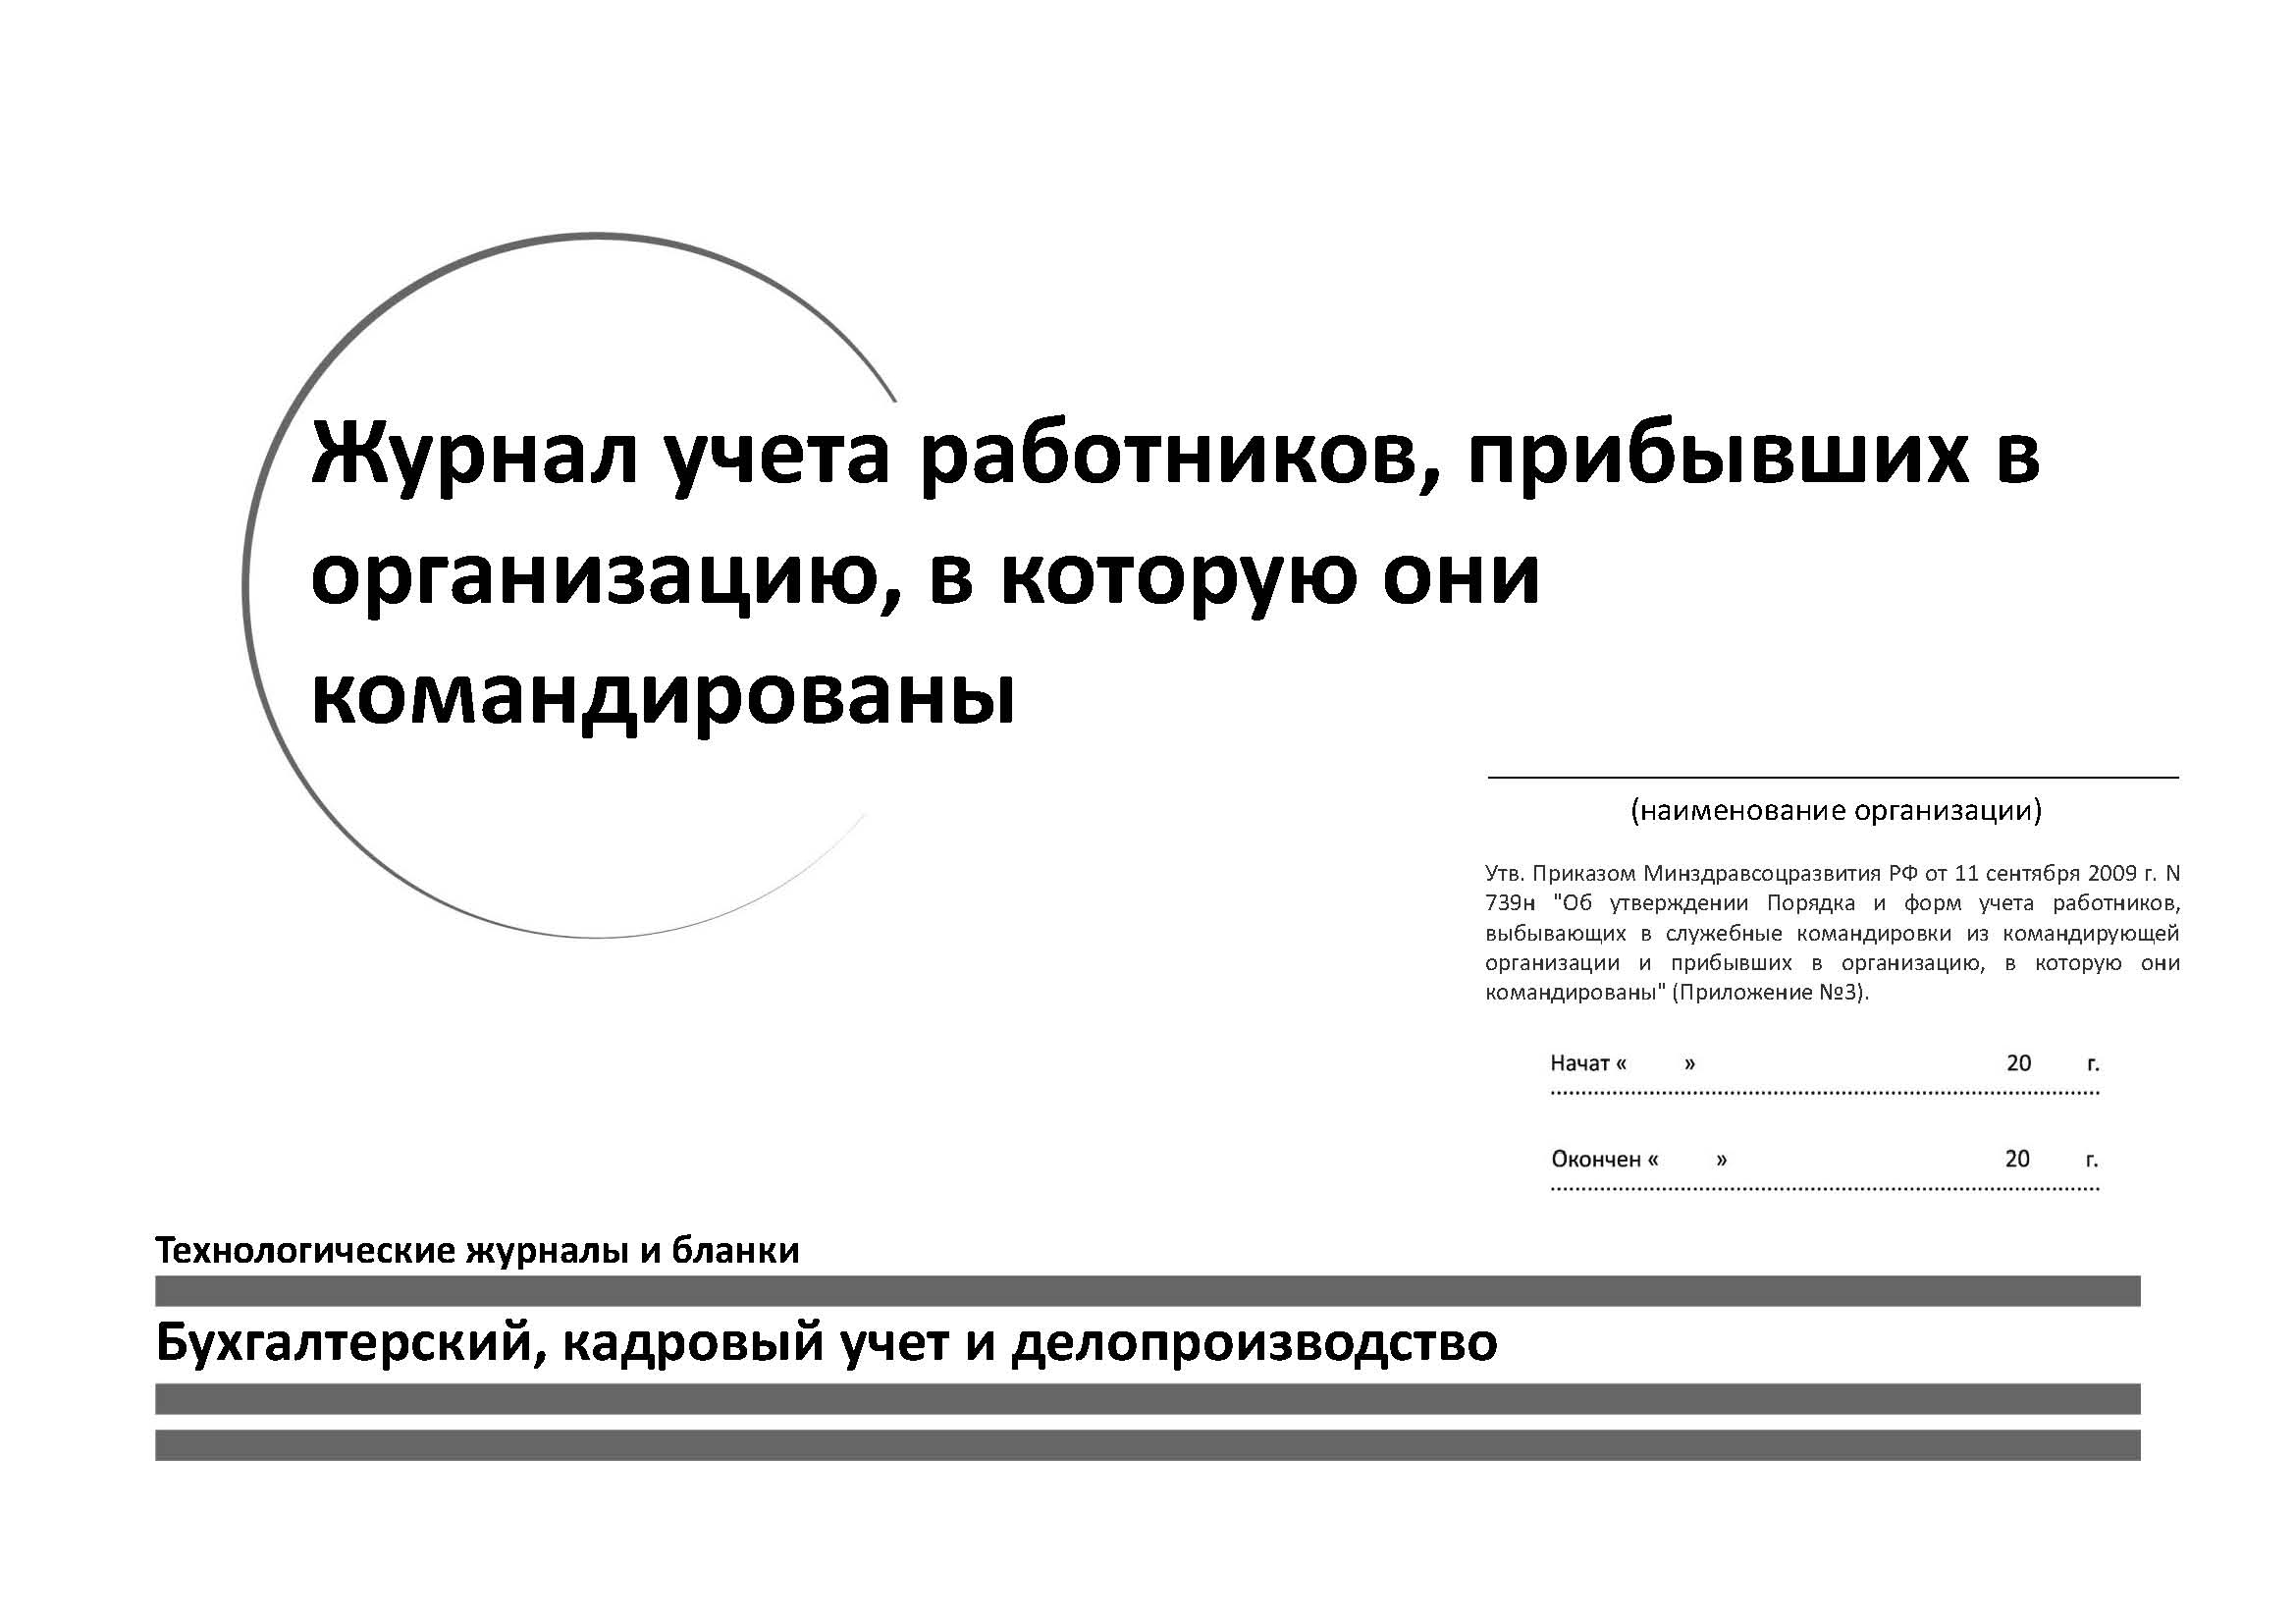 Журнал учета работников, прибывших в
организацию, в которую они
командированы
(наименование организации)
Утв. Приказом Минздравсоцразвития РФ от 11 сентября 2009 г. N
739н "Об утверждении Порядка и форм учета работников,
выбывающих в служебные командировки из командирующей
организации и прибывших в организацию, в которую они
командированы" (Приложение №3).
Начат « » 20 г.
Окончен « » 20 г.
Технологические журналы и бланки
Бухгалтерский, кадровый учет и делопроизводство